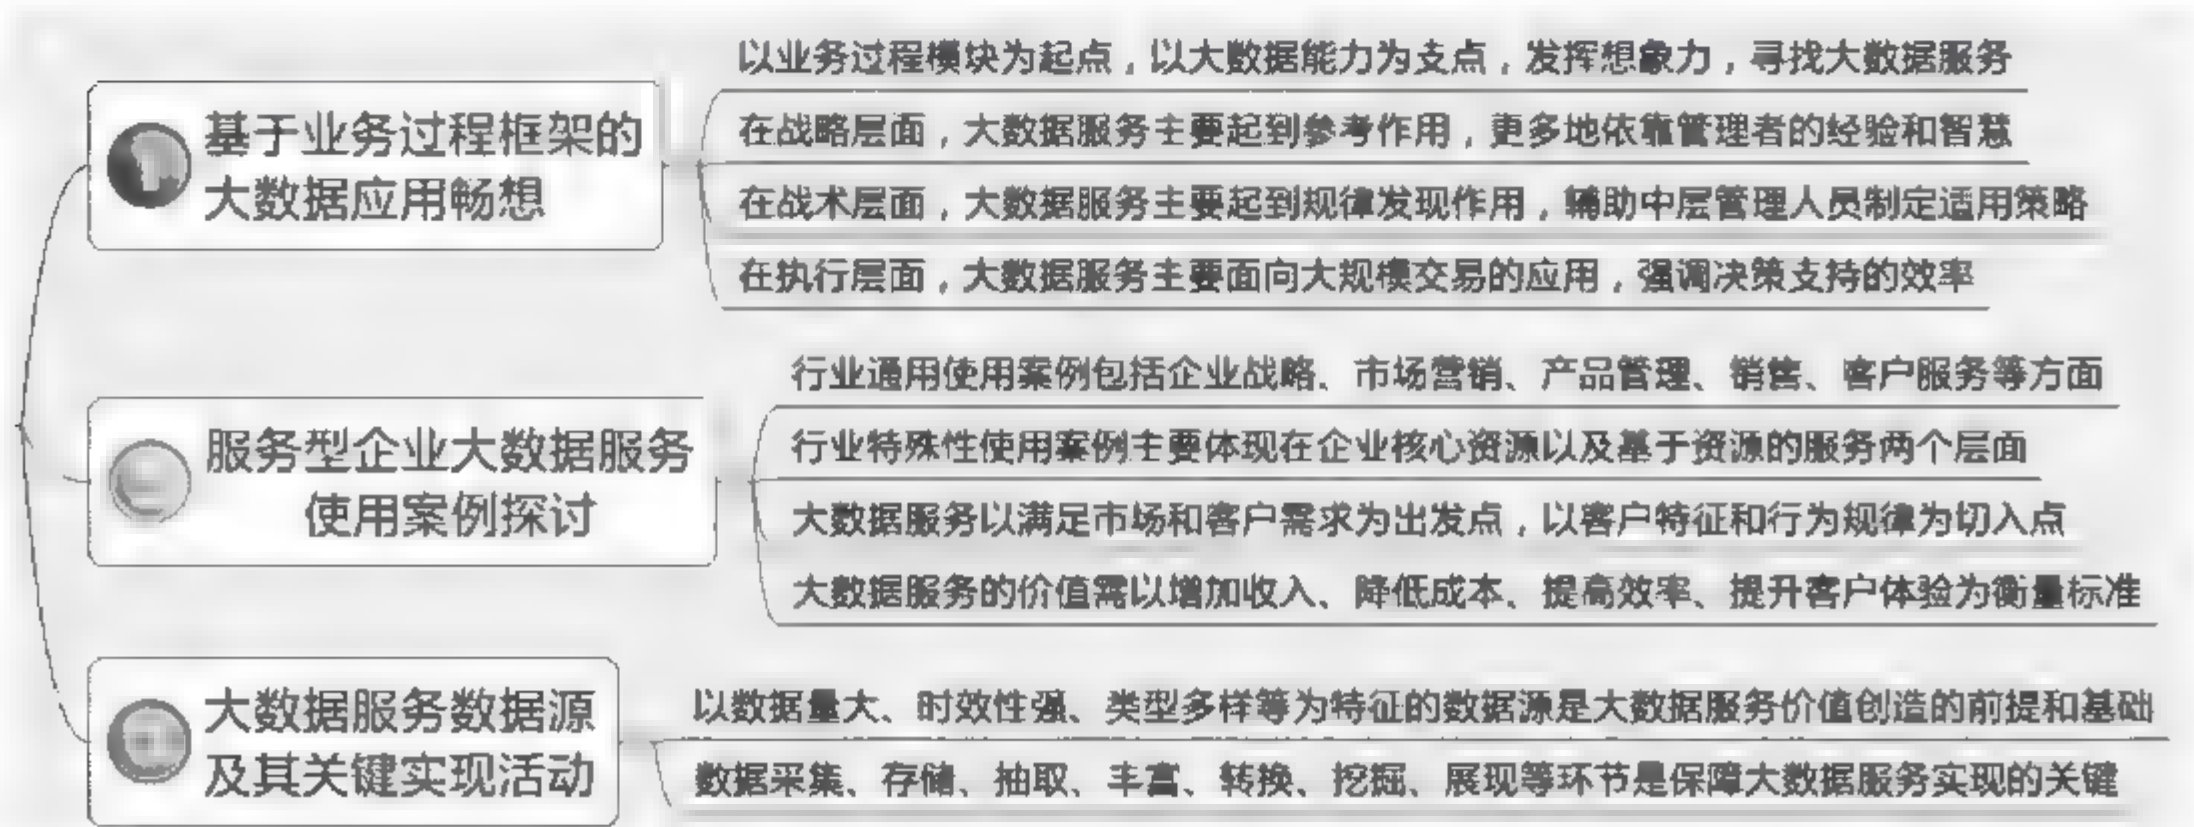 基于业务过程框架的
大数据应用畅想
以业务过程模块为起点，以大数据能力为支点，发挥想象力，寻找大数据服务
在战略层面，大数据服务主要起到参考作用，更多地依靠管理者的经验和智慧
在战术层面，大数据服务主要起到规律发现作用，辅助中层管理人员制定适用策略
在执行层面，大数据服务主要面向大规模交易的应用，强调决策支持的效率
服务型企业大数据服务
使用案例探讨
行业通用使用案例包括企业战略、市场营销、产品管理、销售、客户服务等方面
行业特殊性使用案例主要体现在企业核心资源以及基于资源的服务两个层面
大数据服务以满足市场和客户需求为出发点，以客户特征和行为规律为切入点
大数据服务的价值需以增加收入、降低成本、提高效率、提升客户体验为衡量标准
大数据服务数据源
及其关键实现活动
以数据量大、时效性强、类型多样等为特征的数据源是大数据服务价值创造的前提和基础
数据采集、存储、抽取、丰富、转换、挖掘、展现等环节是保障大数据服务实现的关键